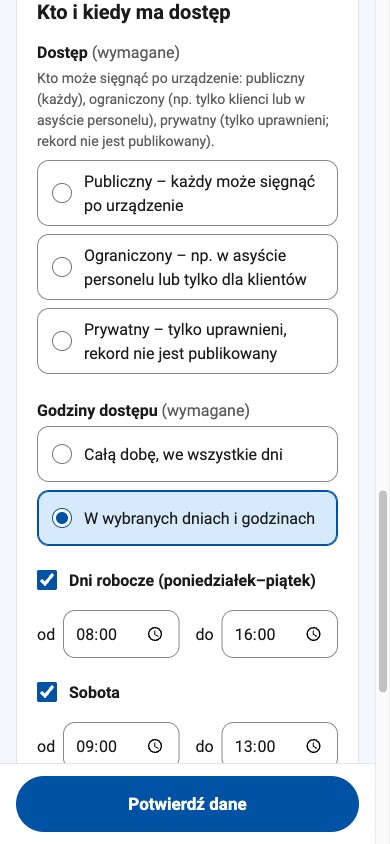 Kto i kiedy ma dostęp
Dostęp (wymagane)
Kto może sięgnąć po urządzenie: publiczny
(każdy), ograniczony (np. tylko klienci lub w
asyście personelu), prywatny (tylko uprawnieni;
rekord nie jest publikowany).
Publiczny – każdy może sięgnąć
po urządzenie
Ograniczony – np. w asyście
personelu lub tylko dla klientów
Prywatny – tylko uprawnieni,
rekord nie jest publikowany
Godziny dostępu (wymagane)
Całą dobę, we wszystkie dni
W wybranych dniach i godzinach
Dni robocze (poniedziałek–piątek)
od 08:00 do 16:00
Sobota
od 09:00 do 13:00
Potwierdź dane